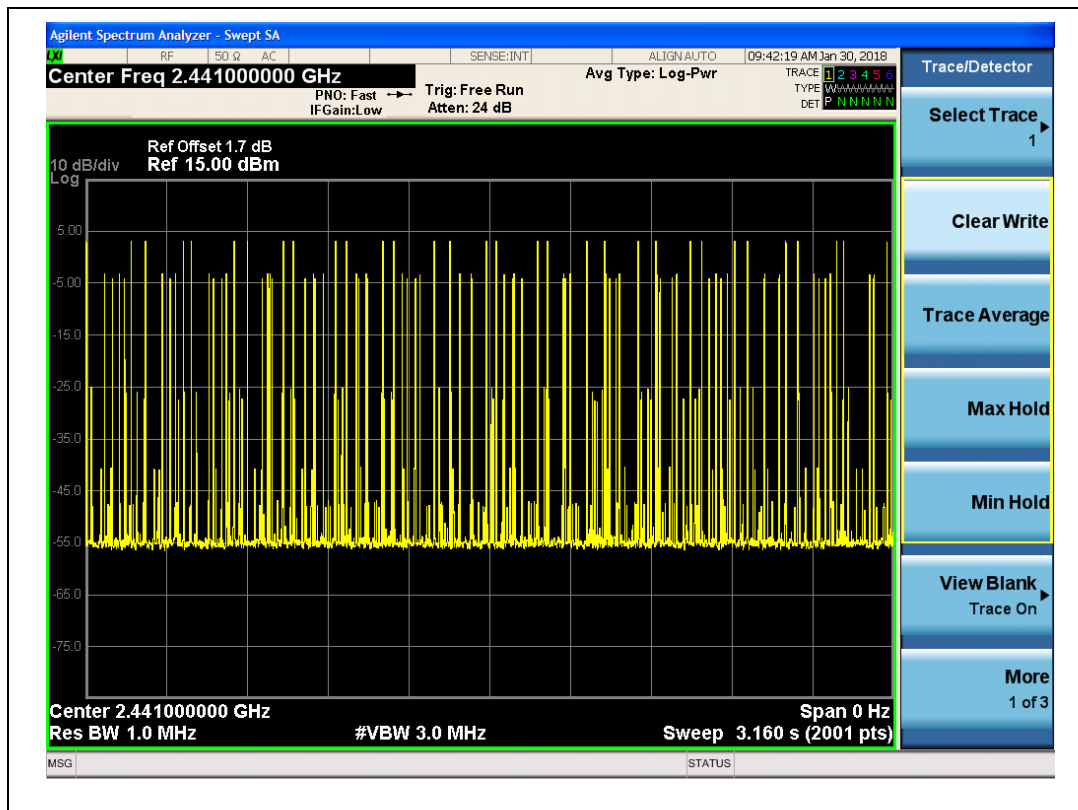 Agilent Spectrum Analyzer - Swept SA
LXI RF 50 Ω AC SENSE:INT ALIGN AUTO 09:42:19 AM Jan 30, 2018
Center Freq 2.441000000 GHz
PNO: Fast
IFGain:Low
Trig: Free Run
Atten: 24 dB
Avg Type: Log-Pwr
TRACE 1 2 3 4 5 6
TYPE
DET P N N N N N
Ref Offset 1.7 dB
10 dB/div Ref 15.00 dBm
Log
5.00
-5.00
-15.0
-25.0
-35.0
-45.0
-55.0
-65.0
-75.0
Center 2.441000000 GHz Span 0 Hz
Res BW 1.0 MHz #VBW 3.0 MHz Sweep 3.160 s (2001 pts)
MSG STATUS
Trace/Detector
Select Trace
1
Clear Write
Trace Average
Max Hold
Min Hold
View Blank
Trace On
More
1 of 3